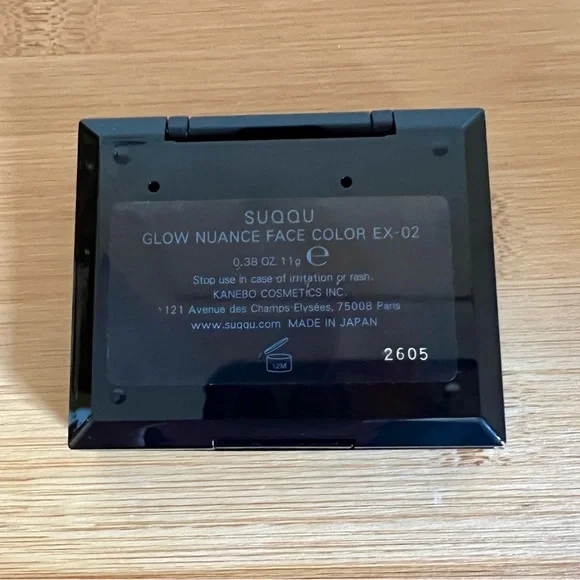 SUQQU
GLOW NUANCE FACE COLOR EX-02
0.38 OZ. 11g ℮
Stop use in case of irritation or rash.
KANEBO COSMETICS INC.
121 Avenue des Champs-Elysées, 75008 Paris
www.suqqu.com MADE IN JAPAN
12M
2605